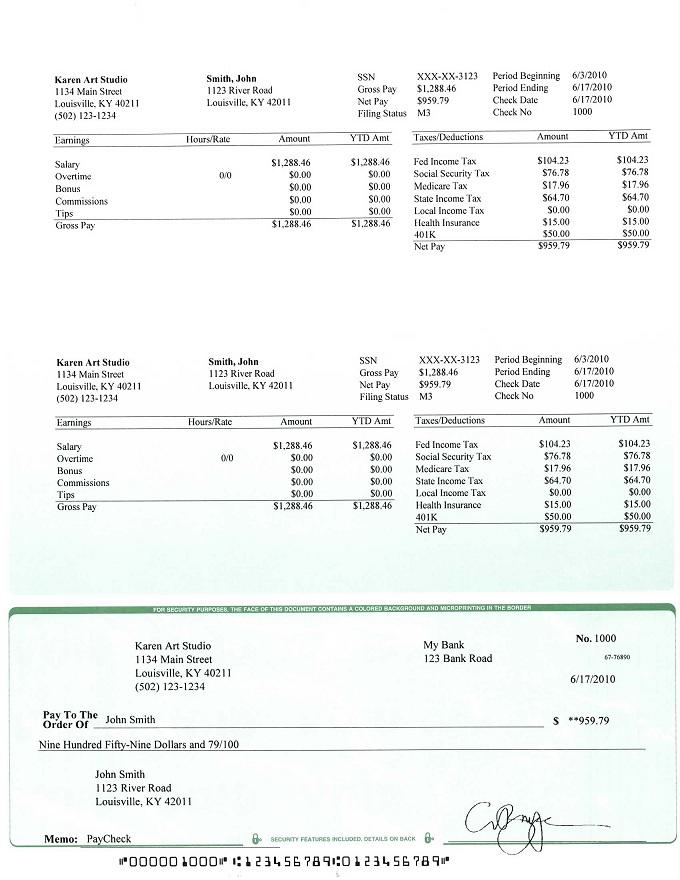 Karen Art Studio Smith, John SSN XXX-XX-3123 Period Beginning 6/3/2010
1134 Main Street 1123 River Road Gross Pay $1,288.46 Period Ending 6/17/2010
Louisville, KY 40211 Louisville, KY 42011 Net Pay $959.79 Check Date 6/17/2010
(502) 123-1234 Filing Status M3 Check No 1000
Earnings Hours/Rate Amount YTD Amt Taxes/Deductions Amount YTD Amt
Salary $1,288.46 $1,288.46 Fed Income Tax $104.23 $104.23
Overtime 0/0 $0.00 $0.00 Social Security Tax $76.78 $76.78
Bonus $0.00 $0.00 Medicare Tax $17.96 $17.96
Commissions $0.00 $0.00 State Income Tax $64.70 $64.70
Tips $0.00 $0.00 Local Income Tax $0.00 $0.00
Gross Pay $1,288.46 $1,288.46 Health Insurance $15.00 $15.00
401K $50.00 $50.00
Net Pay $959.79 $959.79
Karen Art Studio Smith, John SSN XXX-XX-3123 Period Beginning 6/3/2010
1134 Main Street 1123 River Road Gross Pay $1,288.46 Period Ending 6/17/2010
Louisville, KY 40211 Louisville, KY 42011 Net Pay $959.79 Check Date 6/17/2010
(502) 123-1234 Filing Status M3 Check No 1000
Earnings Hours/Rate Amount YTD Amt Taxes/Deductions Amount YTD Amt
Salary $1,288.46 $1,288.46 Fed Income Tax $104.23 $104.23
Overtime 0/0 $0.00 $0.00 Social Security Tax $76.78 $76.78
Bonus $0.00 $0.00 Medicare Tax $17.96 $17.96
Commissions $0.00 $0.00 State Income Tax $64.70 $64.70
Tips $0.00 $0.00 Local Income Tax $0.00 $0.00
Gross Pay $1,288.46 $1,288.46 Health Insurance $15.00 $15.00
401K $50.00 $50.00
Net Pay $959.79 $959.79
FOR SECURITY PURPOSES, THE FACE OF THIS DOCUMENT CONTAINS A COLORED BACKGROUND AND MICROPRINTING IN THE BORDER
Karen Art Studio My Bank No. 1000
1134 Main Street 123 Bank Road 67-76890
Louisville, KY 40211 6/17/2010
(502) 123-1234
Pay To The
Order Of John Smith $ **959.79
Nine Hundred Fifty-Nine Dollars and 79/100
John Smith
1123 River Road
Louisville, KY 42011
Memo: PayCheck SECURITY FEATURES INCLUDED. DETAILS ON BACK
⑈000001000⑈ ⑆123456789⑆0123456789⑈